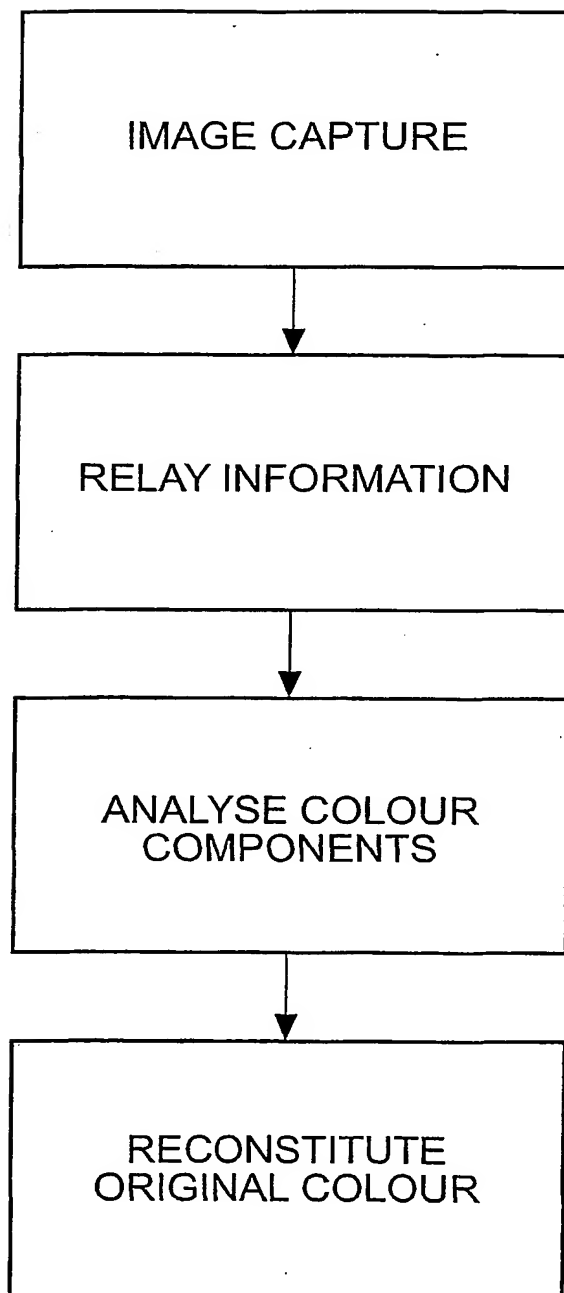 IMAGE CAPTURE
RELAY INFORMATION
ANALYSE COLOUR
COMPONENTS
RECONSTITUTE
ORIGINAL COLOUR